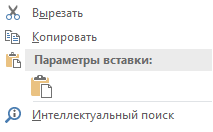 Вырезать
Копировать
Параметры вставки:
Интеллектуальный поиск